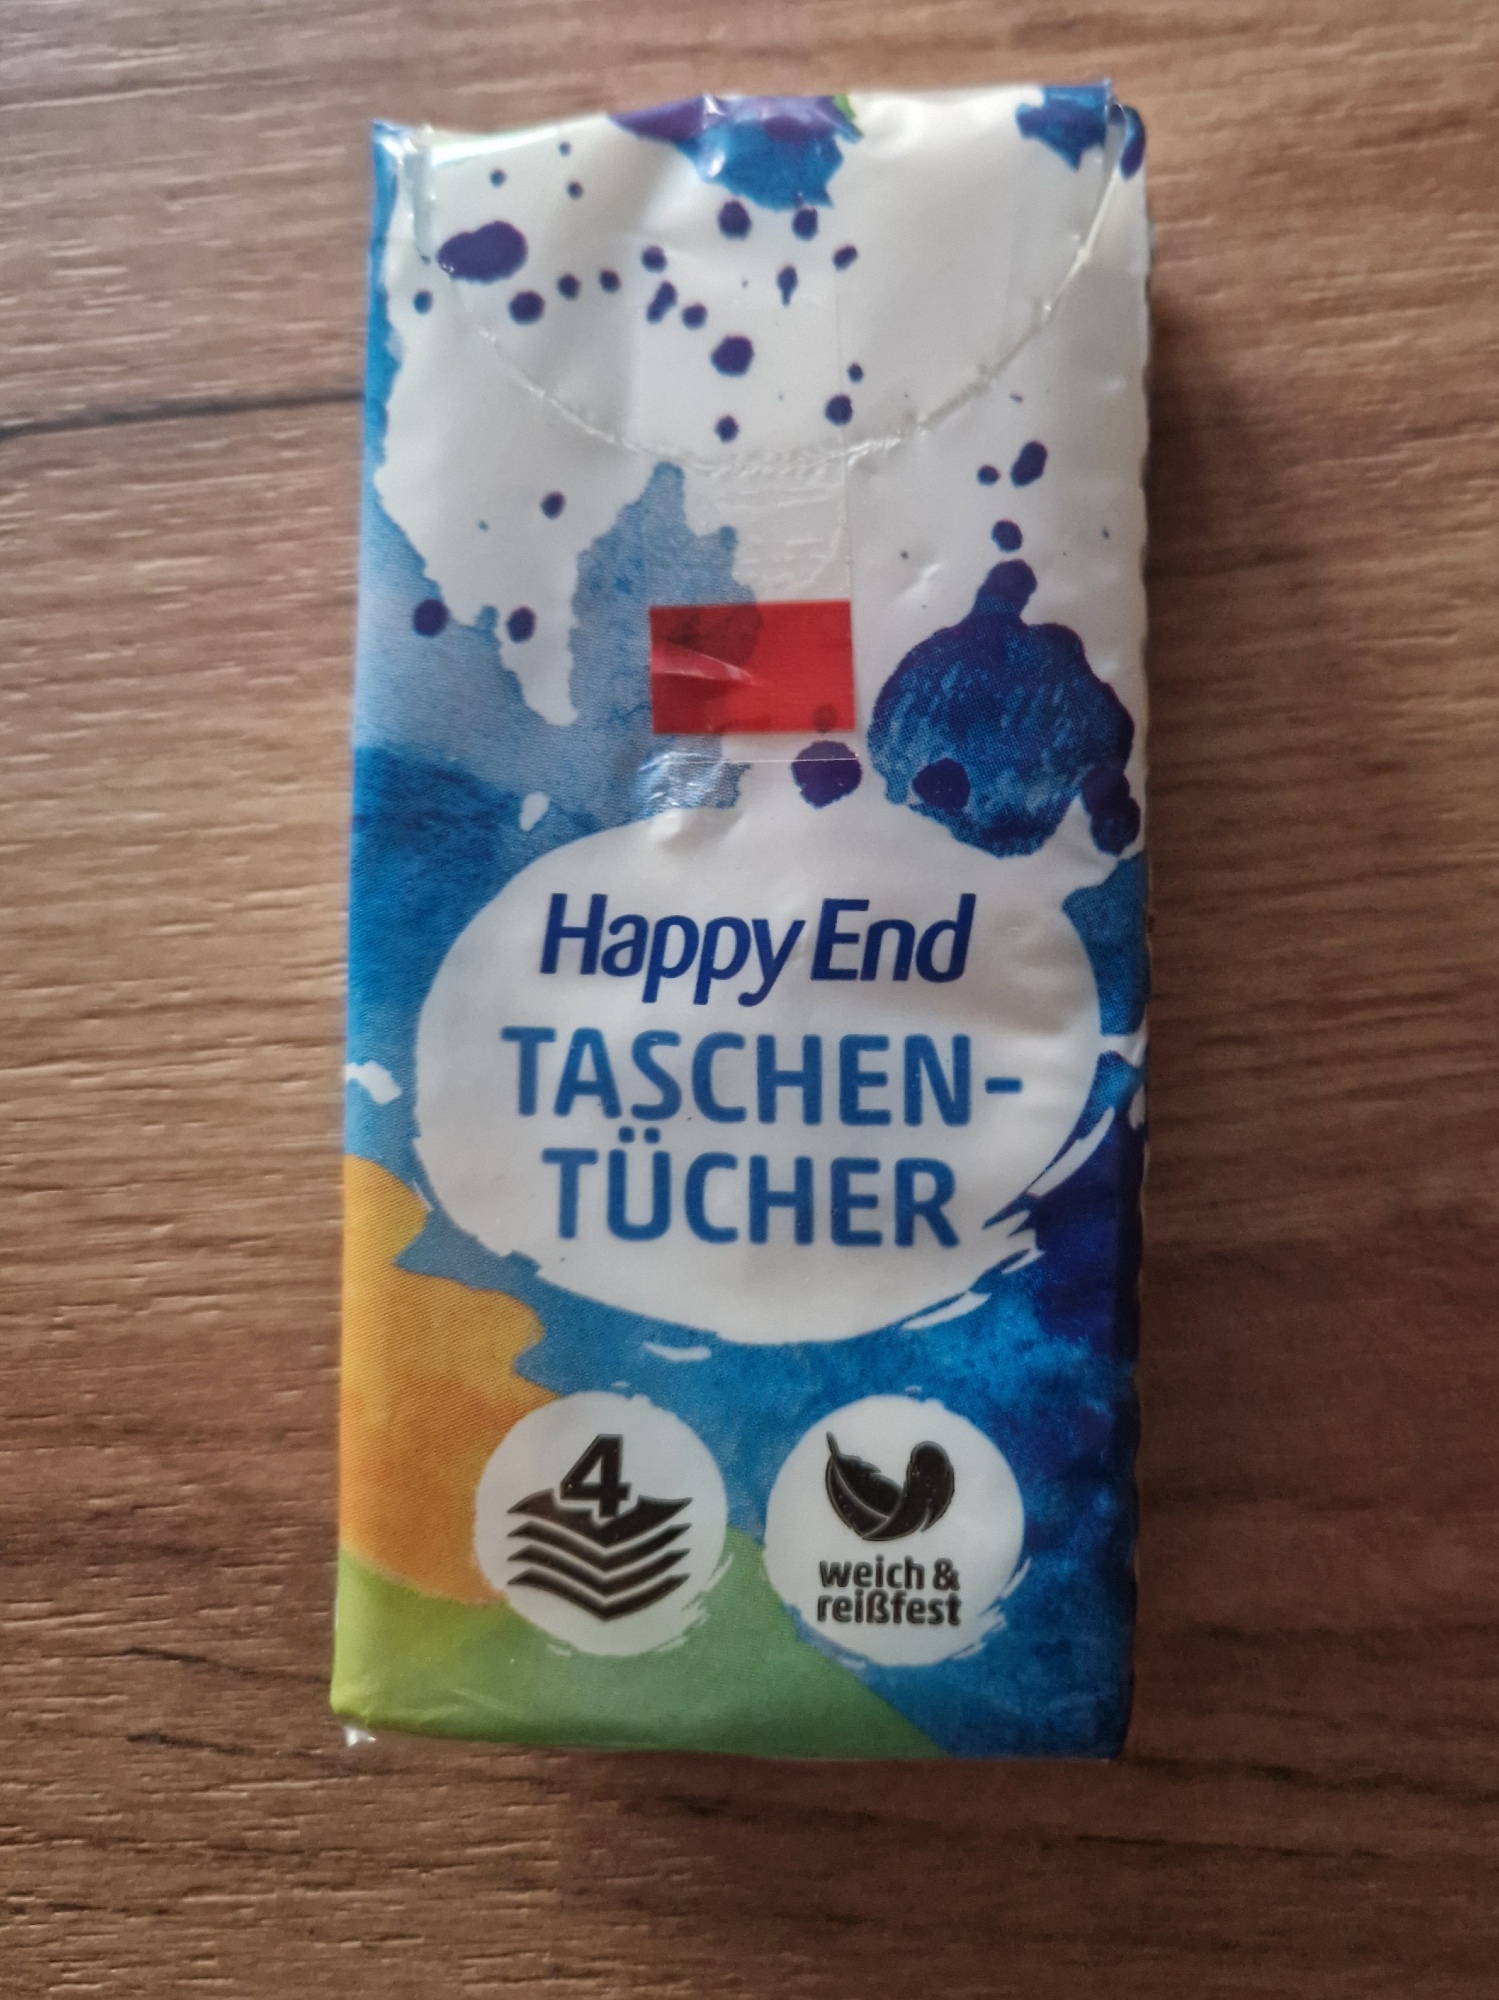 Happy End
TASCHEN-
TÜCHER
4
weich &
reißfest